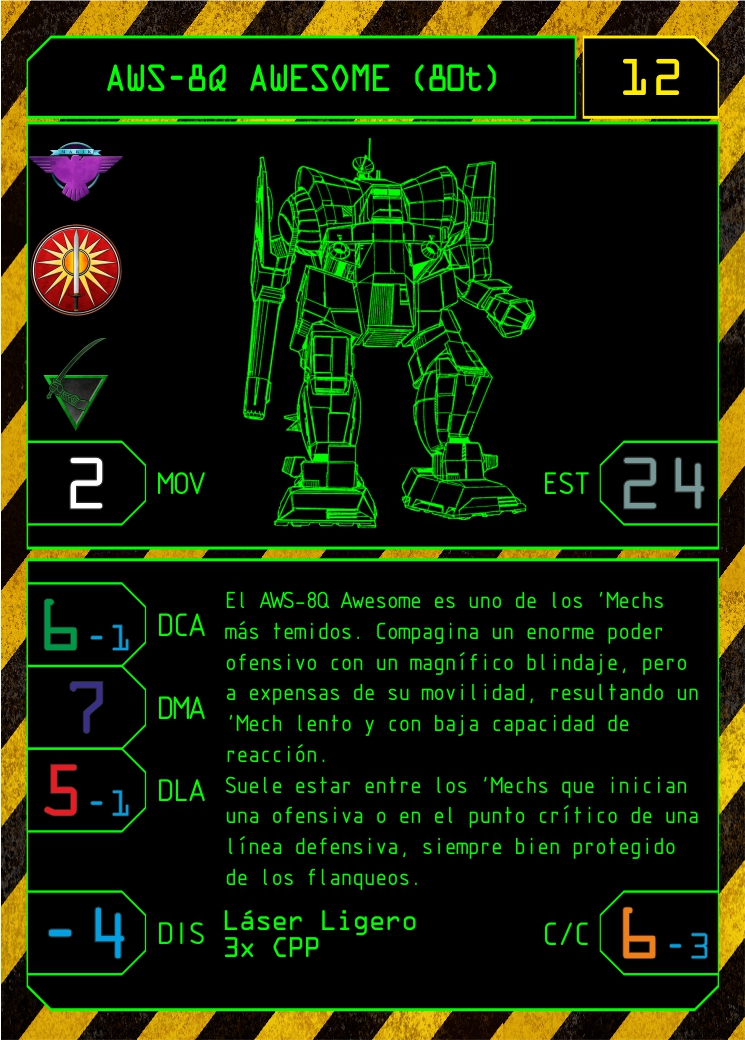 AWS-8Q AWESOME (80t)
12
MARIK
I
2 MOV
EST 24
6 -1 DCA
7 DMA
5 -1 DLA
El AWS-8Q Awesome es uno de los 'Mechs
más temidos. Compagina un enorme poder
ofensivo con un magnífico blindaje, pero
a expensas de su movilidad, resultando un
'Mech lento y con baja capacidad de
reacción.
Suele estar entre los 'Mechs que inician
una ofensiva o en el punto crítico de una
línea defensiva, siempre bien protegido
de los flanqueos.
-4 DIS
Láser Ligero
3x CPP
C/C 6 -3